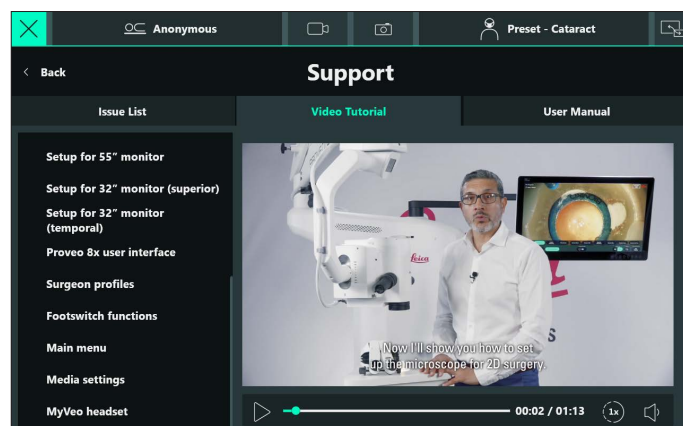 Anonymous
Preset - Cataract
Back
Support
Issue List
Video Tutorial
User Manual
Setup for 55” monitor
Setup for 32” monitor (superior)
Setup for 32” monitor
(temporal)
Proveo 8x user interface
Surgeon profiles
Footswitch functions
Main menu
Media settings
MyVeo headset
Leica
S
Now I'll show you how to set
up the microscope for 2D surgery.
00:02 / 01:13
1x